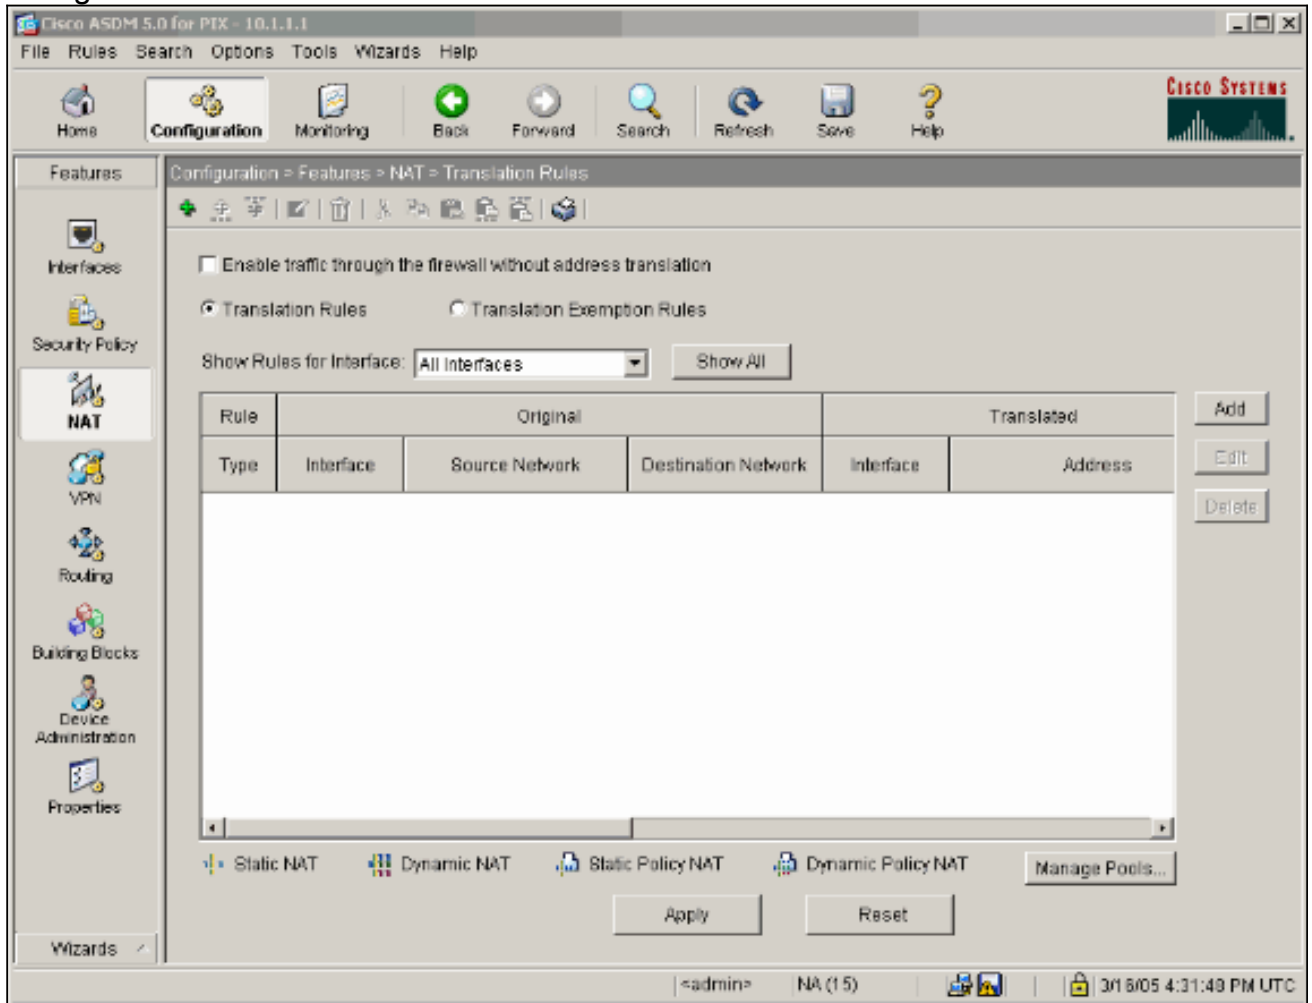 Cisco ASDM 5.0 for PIX - 10.1.1.1
File Rules Search Options Tools Wizards Help
Home Configuration Monitoring Back Forward Search Refresh Save Help
CISCO SYSTEMS
Features
Configuration > Features > NAT > Translation Rules
Interfaces
Security Policy
NAT
VPN
Routing
Building Blocks
Device
Administration
Properties
Wizards
Enable traffic through the firewall without address translation
Translation Rules Translation Exemption Rules
Show Rules for Interface: All Interfaces Show All
Rule Original Translated
Type Interface Source Network Destination Network Interface Address
Add
Edit
Delete
Static NAT Dynamic NAT Static Policy NAT Dynamic Policy NAT Manage Pools...
Apply Reset
<admin> NA (15) 3/16/05 4:31:48 PM UTC